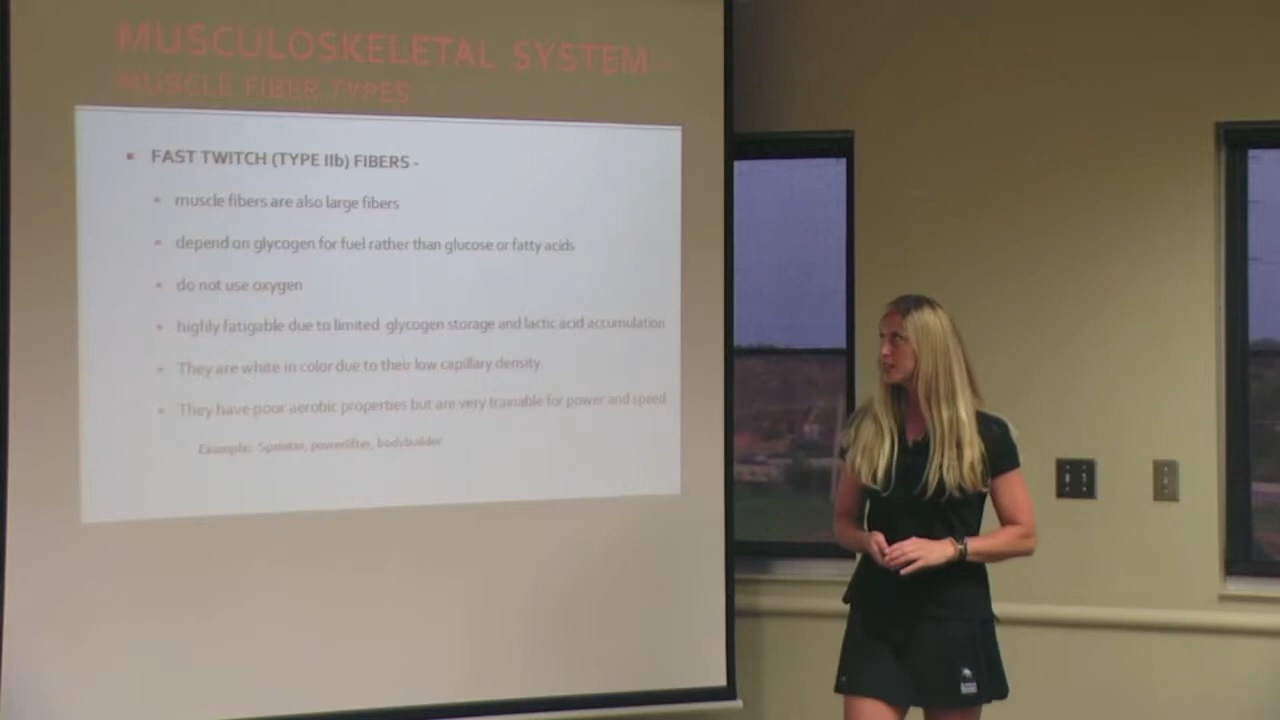 MUSCULOSKELETAL SYSTEM -
MUSCLE FIBER TYPES
FAST TWITCH (TYPE IIb) FIBERS -
muscle fibers are also large fibers
depend on glycogen for fuel rather than glucose or fatty acids
do not use oxygen
highly fatigable due to limited glycogen storage and lactic acid accumulation
They are white in color due to their low capillary density.
They have poor aerobic properties but are very trainable for power and speed.
Example: Sprinter, powerlifter, bodybuilder